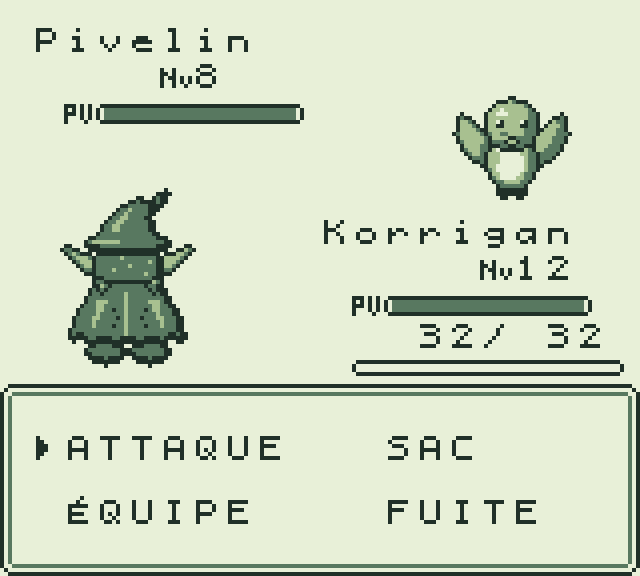 Pivelin
Nv8
PV
Korrigan
Nv12
PV
32/ 32
ATTAQUE SAC
ÉQUIPE FUITE